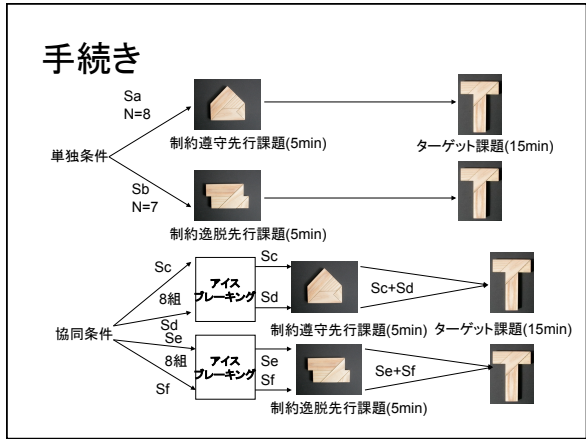 手続き
Sa
N=8
制約遵守先行課題(5min)
ターゲット課題(15min)
単独条件
Sb
N=7
制約逸脱先行課題(5min)
Sc
8組
Sd
アイス
ブレーキング
Sc
Sd
Sc+Sd
制約遵守先行課題(5min)
ターゲット課題(15min)
協同条件
Se
8組
Sf
アイス
ブレーキング
Se
Sf
Se+Sf
制約逸脱先行課題(5min)